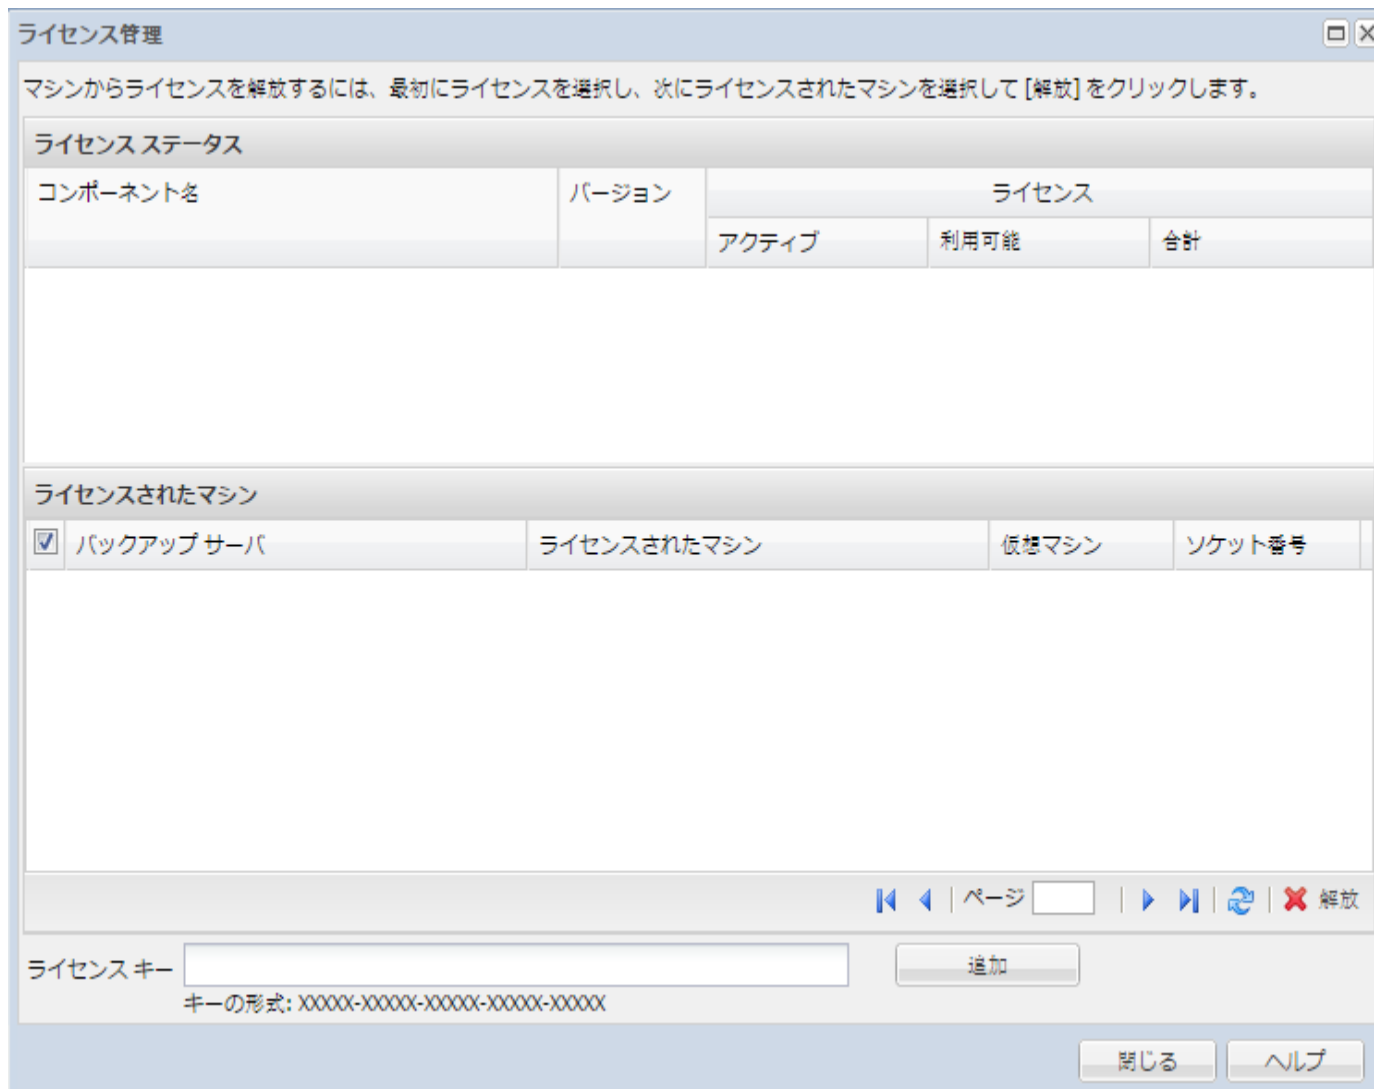 ライセンス管理
マシンからライセンスを解放するには、最初にライセンスを選択し、次にライセンスされたマシンを選択して [解放] をクリックします。
ライセンス ステータス
コンポーネント名 バージョン ライセンス
アクティブ 利用可能 合計
ライセンスされたマシン
バックアップ サーバ ライセンスされたマシン 仮想マシン ソケット番号
ページ 解放
ライセンス キー 追加
キーの形式: XXXXX-XXXXX-XXXXX-XXXXX-XXXXX
閉じる ヘルプ